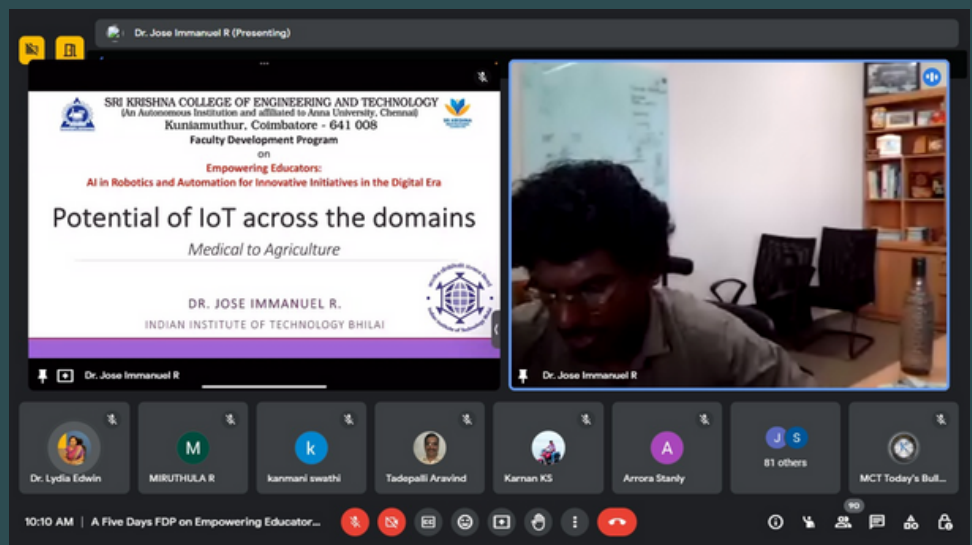 Dr. Jose Immanuel R (Presenting)
SRI KRISHNA COLLEGE OF ENGINEERING AND TECHNOLOGY
(An Autonomous Institution and affiliated to Anna University, Chennai)
Kuniamuthur, Coimbatore - 641 008
Faculty Development Program
on
Empowering Educators:
AI in Robotics and Automation for Innovative Initiatives in the Digital Era
Potential of IoT across the domains
Medical to Agriculture
DR. JOSE IMMANUEL R.
INDIAN INSTITUTE OF TECHNOLOGY BHILAI
Dr. Jose Immanuel R
Dr. Jose Immanuel R
Dr. Lydia Edwin
M
MIRUTHULA R
k
kanmani swathi
Tadepalli Aravind
Karnan KS
A
Arrora Stanly
J S
81 others
MCT Today's Bull...
10:10 AM | A Five Days FDP on Empowering Educator...
90